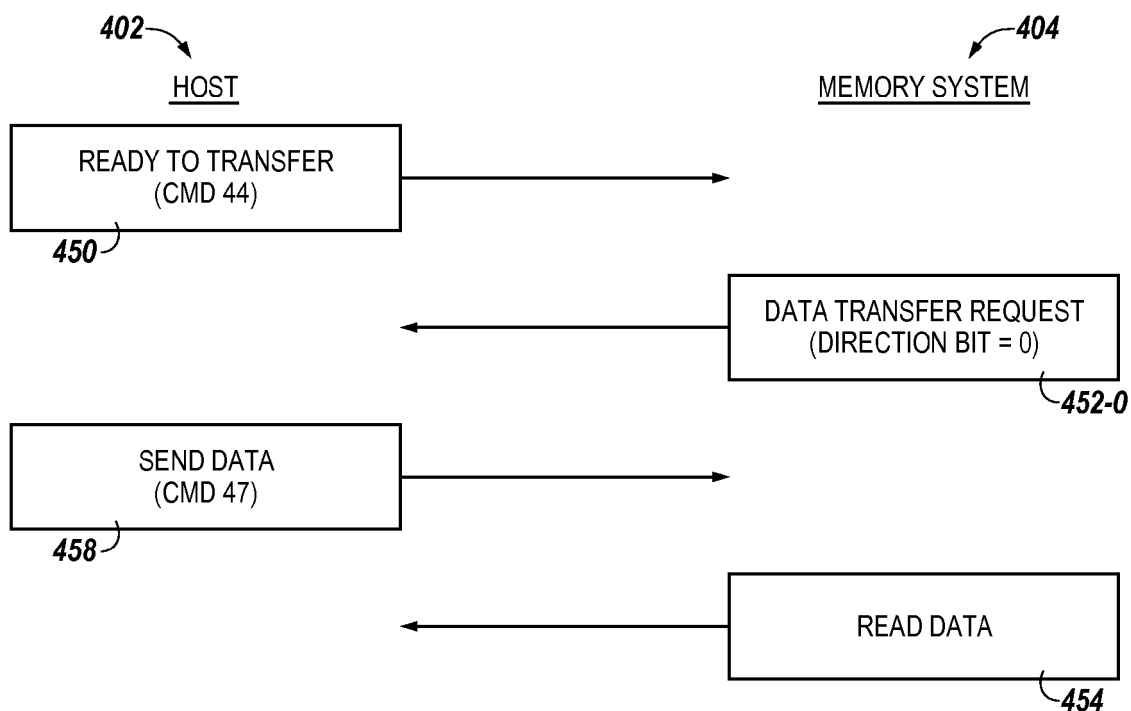 402
404
HOST
MEMORY SYSTEM
READY TO TRANSFER
(CMD 44)
450
DATA TRANSFER REQUEST
(DIRECTION BIT = 0)
452-0
SEND DATA
(CMD 47)
458
READ DATA
454